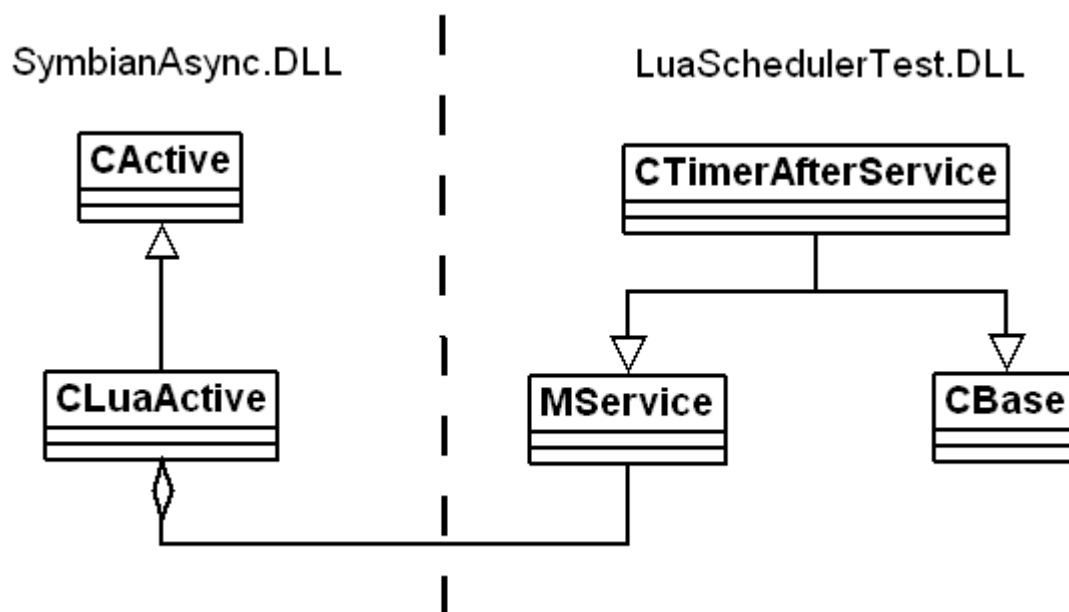 SymbianAsync.DLL
LuaSchedulerTest.DLL
CActive
CTimerAfterService
CLuaActive
MService
CBase